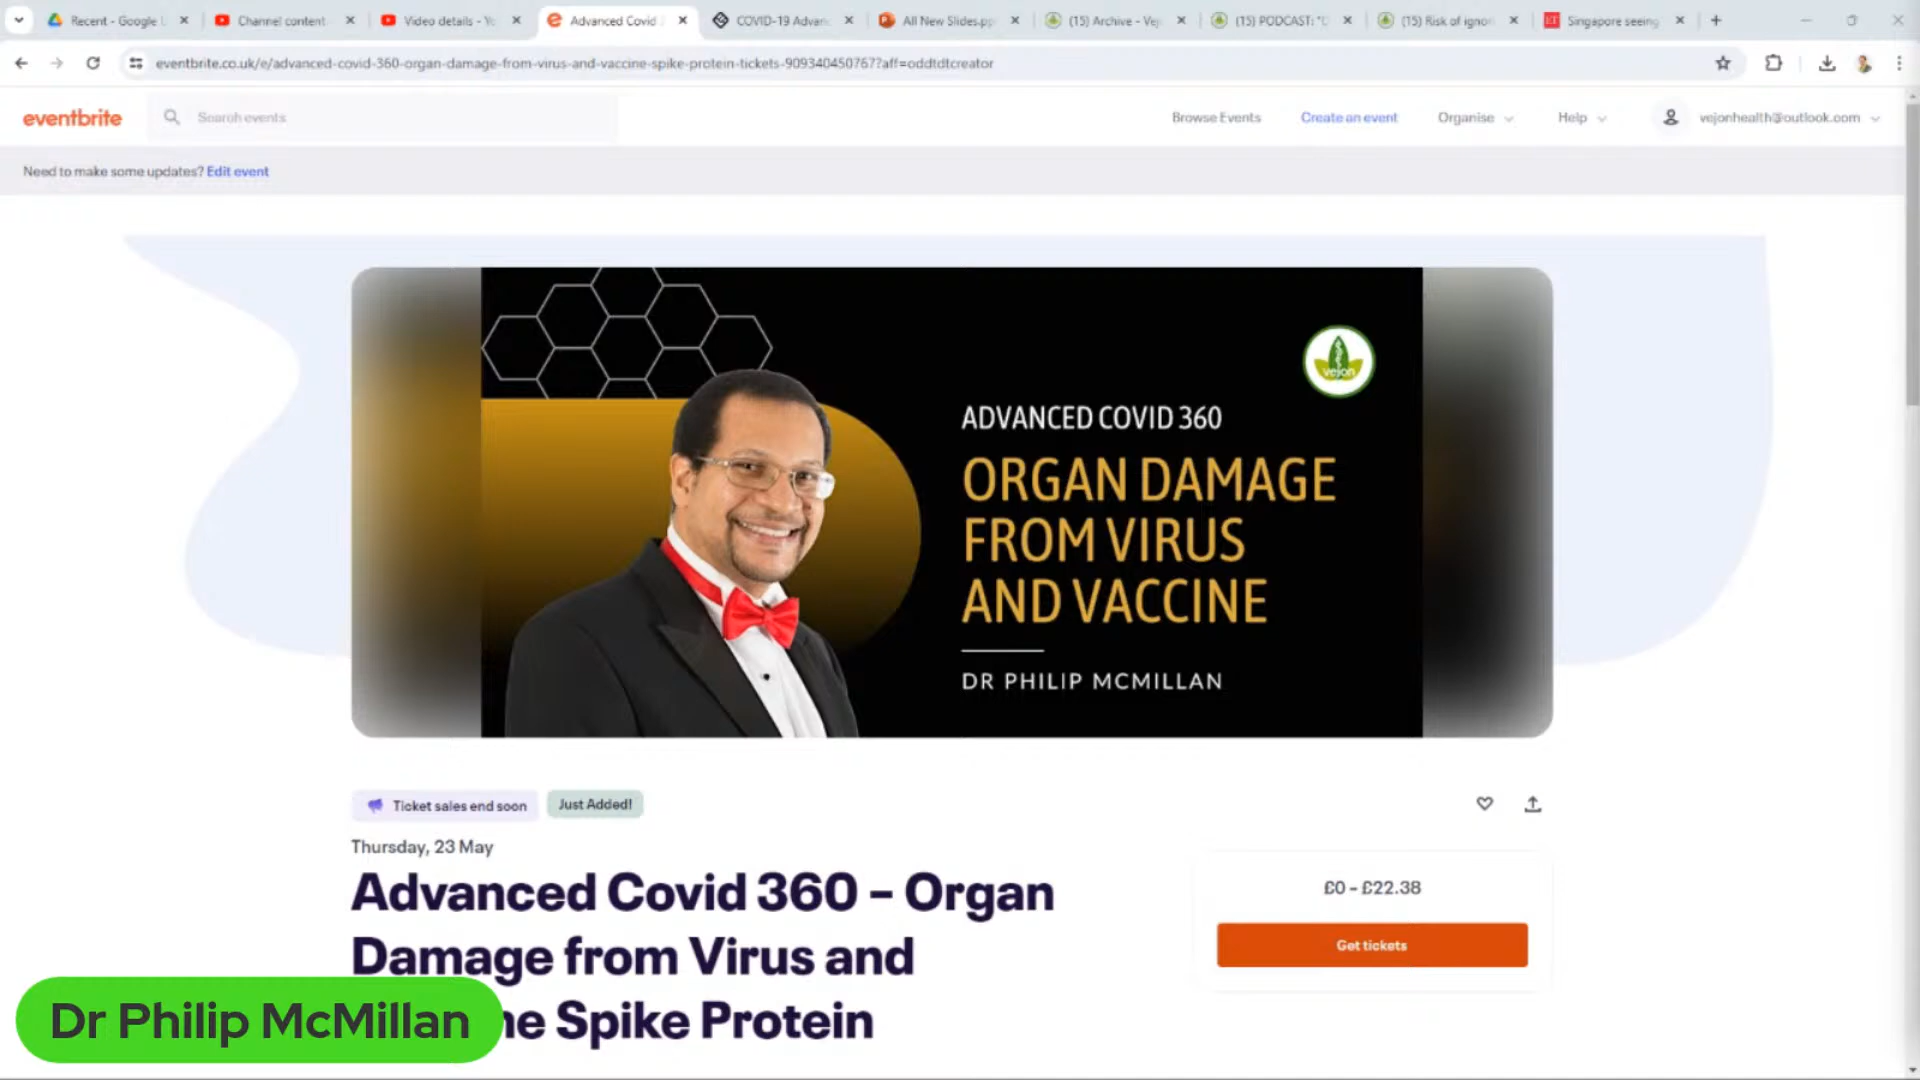 Recent - Google
Channel content
Video details - Yo
Advanced Covid
COVID-19 Advan
All New Slides.pp
(15) Archive - Vej
(15) PODCAST: "D
(15) Risk of ignor
Singapore seeing
eventbrite.co.uk/e/advanced-covid-360-organ-damage-from-virus-and-vaccine-spike-protein-tickets-909340450767?aff=oddtdtcreator
eventbrite
Search events
Browse Events
Create an event
Organise
Help
vejonhealth@outlook.com
Need to make some updates? Edit event
vejon
ADVANCED COVID 360
ORGAN DAMAGE
FROM VIRUS
AND VACCINE
DR PHILIP MCMILLAN
Ticket sales end soon
Just Added!
Thursday, 23 May
£0 – £22.38
Advanced Covid 360 – Organ
Get tickets
Damage from Virus and
ne Spike Protein
Dr Philip McMillan